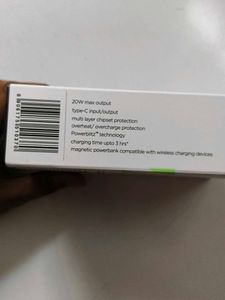 20W max output
type-C input/output
multi layer chipset protection
overheat/ overcharge protection
Powerblitz™ technology
charging time upto 3 hrs*
magnetic powerbank compatible with wireless charging devices